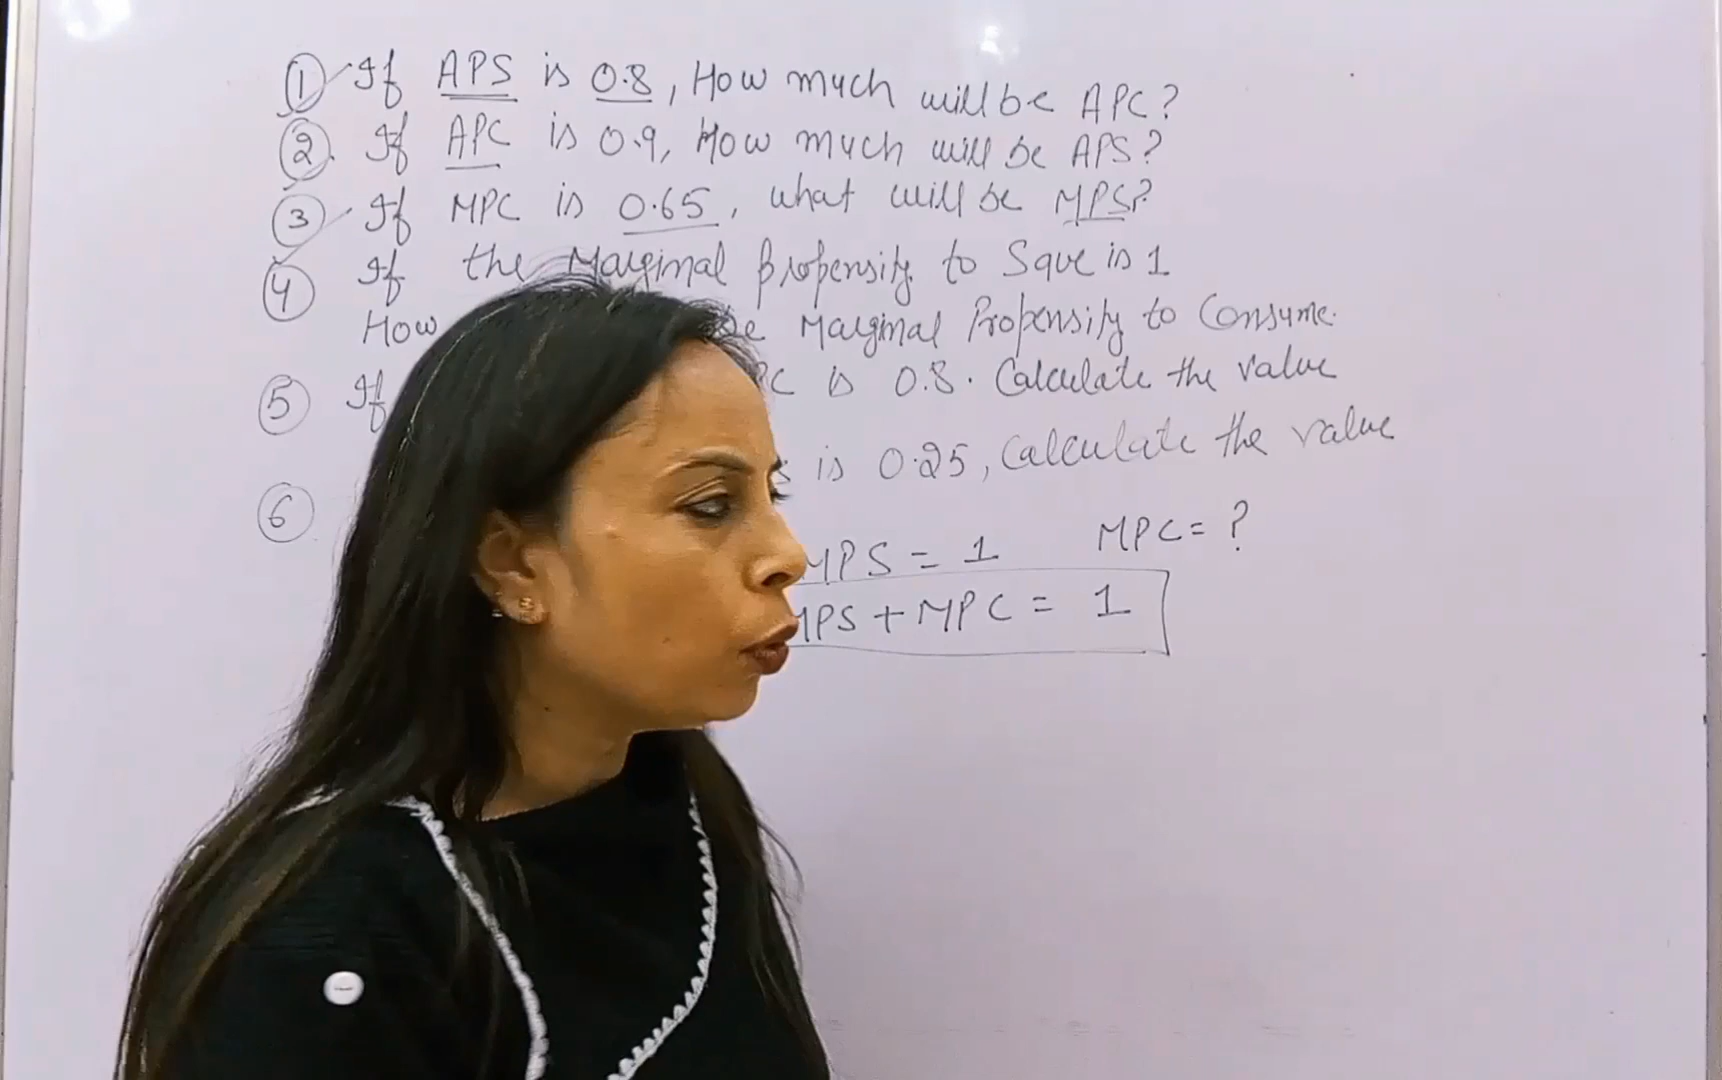 ① If APS is 0.8, How much will be APC?
② If APC is 0.9, How much will be APS?
③ If MPC is 0.65, what will be MPS?
④ If the Marginal Propensity to Save is 1
How Marginal Propensity to Consume.
⑤ If is 0.8. Calculate the value
is 0.25, Calculate the value
⑥
MPS = 1 MPC = ?
MPS + MPC = 1